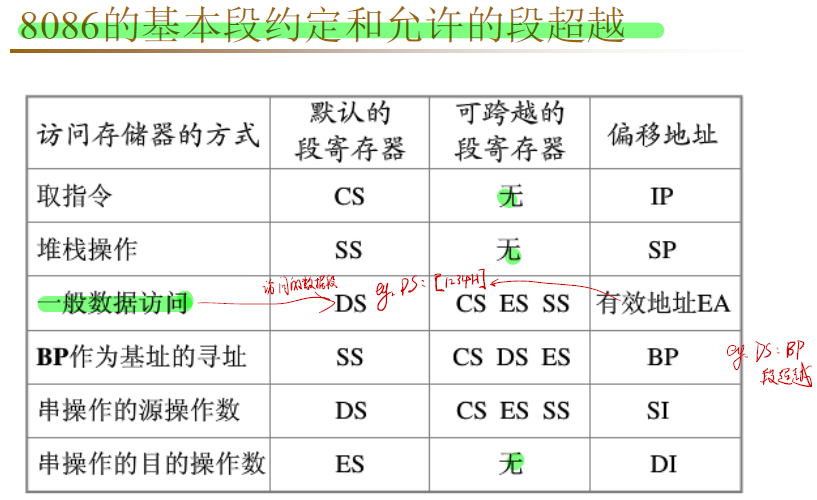 8086的基本段约定和允许的段超越
访问存储器的方式 默认的段寄存器 可跨越的段寄存器 偏移地址
取指令 CS 无 IP
堆栈操作 SS 无 SP
访问的数据段
一般数据访问 DS eg. DS: [1234H] CS ES SS 有效地址EA
BP作为基址的寻址 SS CS DS ES BP eg. DS: BP
段超越
串操作的源操作数 DS CS ES SS SI
串操作的目的操作数 ES 无 DI